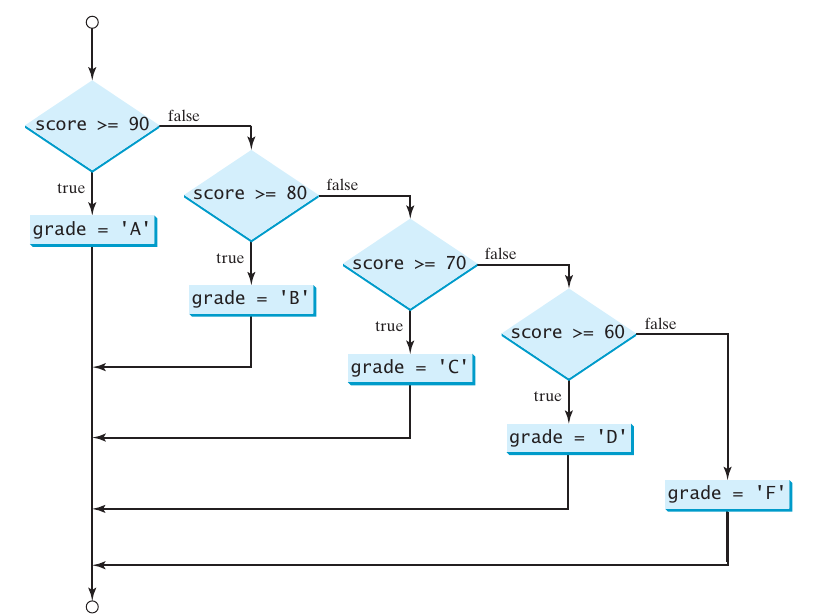 score >= 90
false
true
grade = 'A'
score >= 80
false
true
grade = 'B'
score >= 70
false
true
grade = 'C'
score >= 60
false
true
grade = 'D'
grade = 'F'